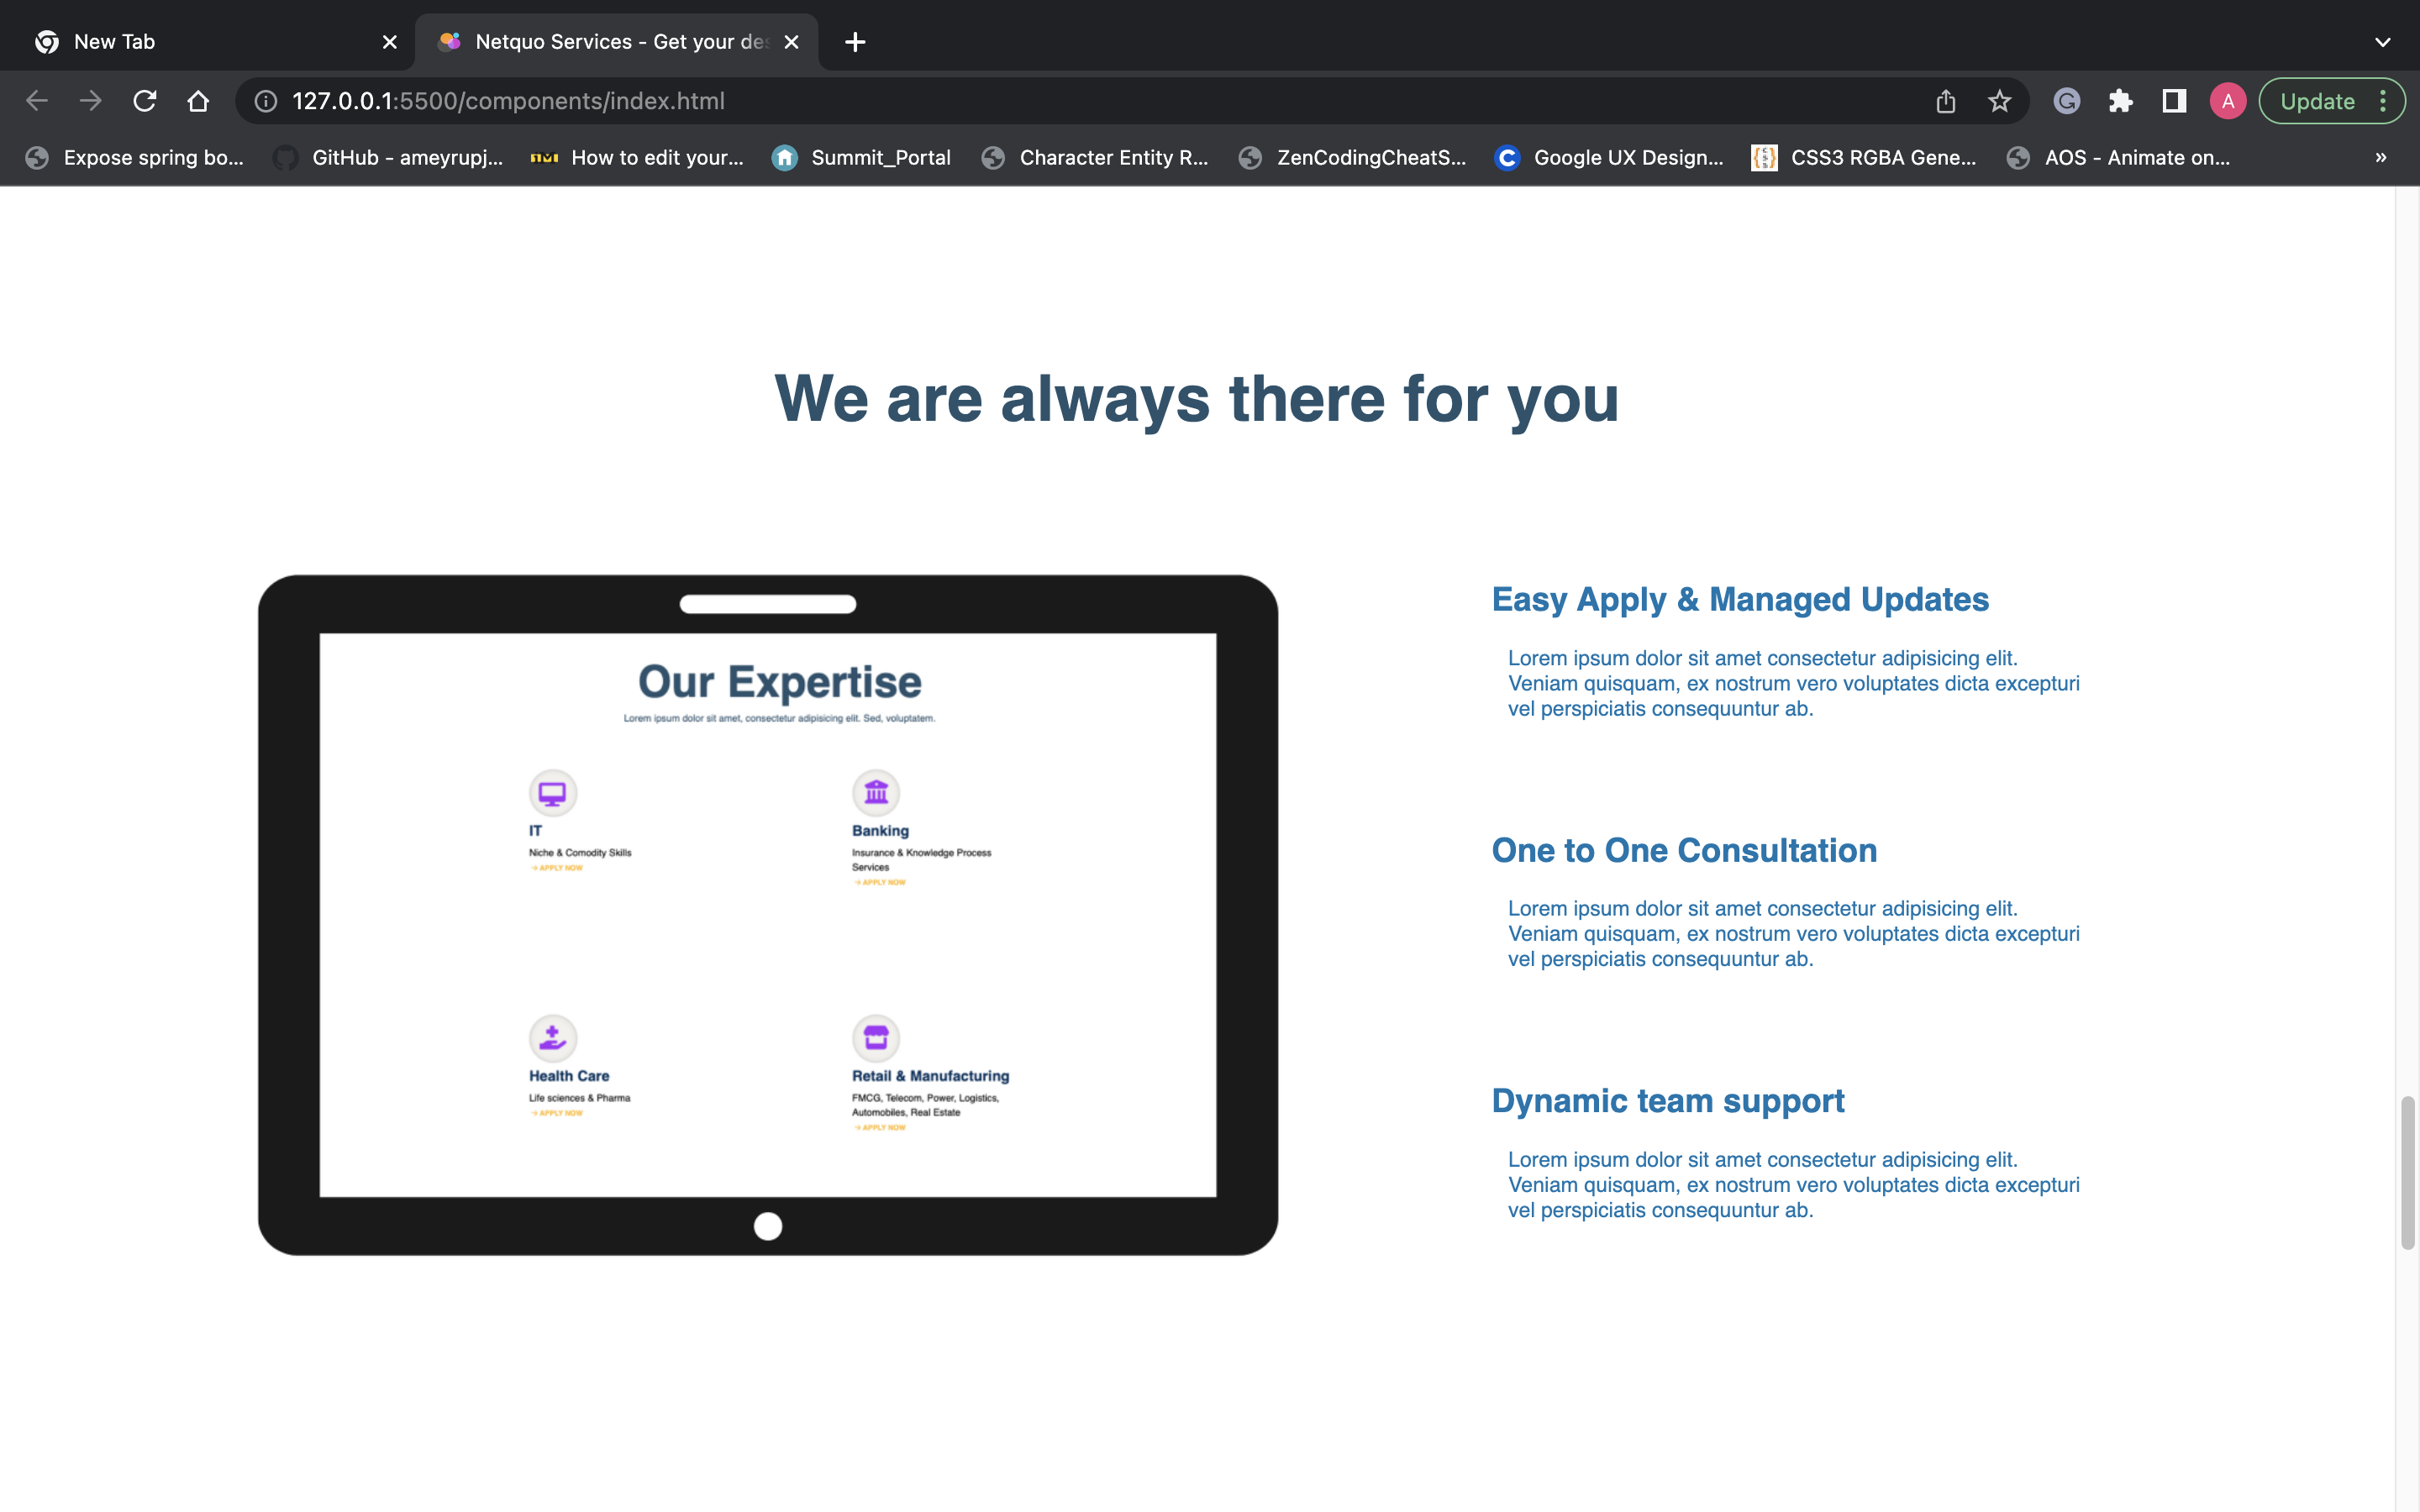 New Tab
Netquo Services - Get your des
127.0.0.1:5500/components/index.html
A
Update
Expose spring bo...
GitHub - ameyrupj...
1M
How to edit your...
Summit_Portal
Character Entity R...
ZenCodingCheatS...
Google UX Design...
CSS3 RGBA Gene...
AOS - Animate on...
»
We are always there for you
Our Expertise
Lorem ipsum dolor sit amet, consectetur adipisicing elit. Sed, voluptatem.
IT
Niche & Comodity Skills
→ APPLY NOW
Banking
Insurance & Knowledge Process
Services
→ APPLY NOW
Health Care
Life sciences & Pharma
→ APPLY NOW
Retail & Manufacturing
FMCG, Telecom, Power, Logistics,
Automobiles, Real Estate
→ APPLY NOW
Easy Apply & Managed Updates
Lorem ipsum dolor sit amet consectetur adipisicing elit.
Veniam quisquam, ex nostrum vero voluptates dicta excepturi
vel perspiciatis consequuntur ab.
One to One Consultation
Lorem ipsum dolor sit amet consectetur adipisicing elit.
Veniam quisquam, ex nostrum vero voluptates dicta excepturi
vel perspiciatis consequuntur ab.
Dynamic team support
Lorem ipsum dolor sit amet consectetur adipisicing elit.
Veniam quisquam, ex nostrum vero voluptates dicta excepturi
vel perspiciatis consequuntur ab.